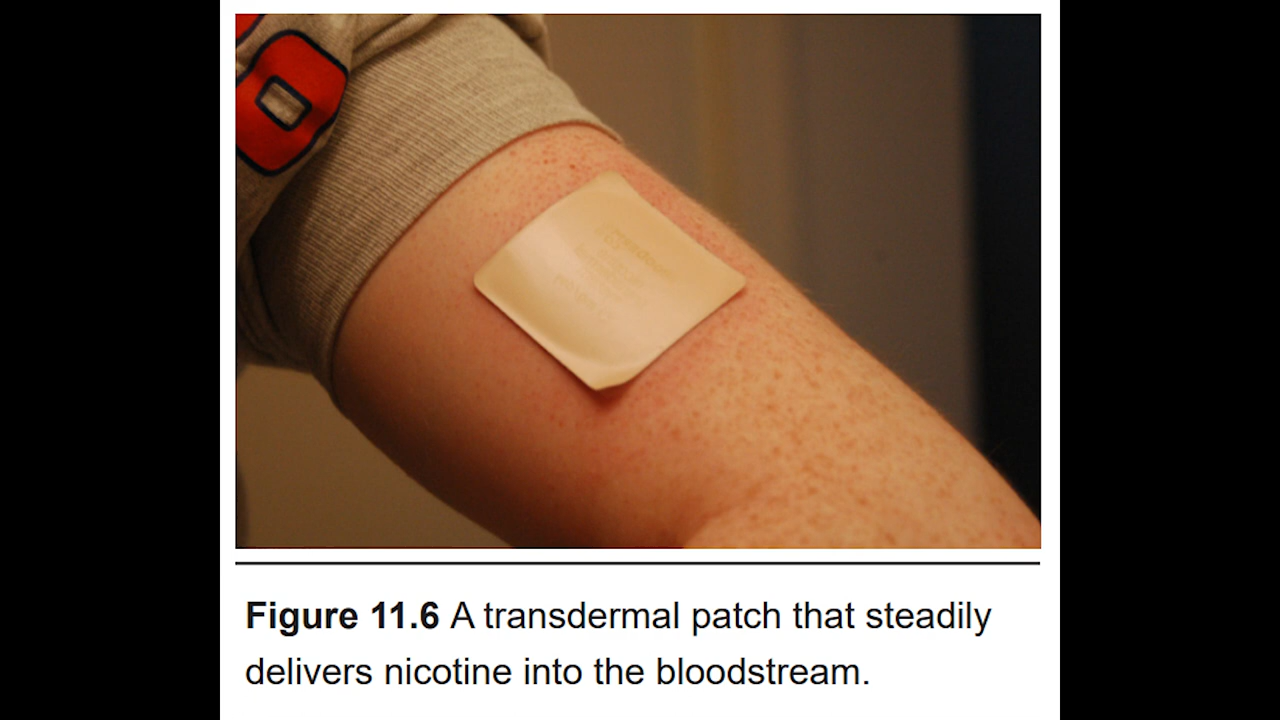 Figure 11.6 A transdermal patch that steadily
delivers nicotine into the bloodstream.